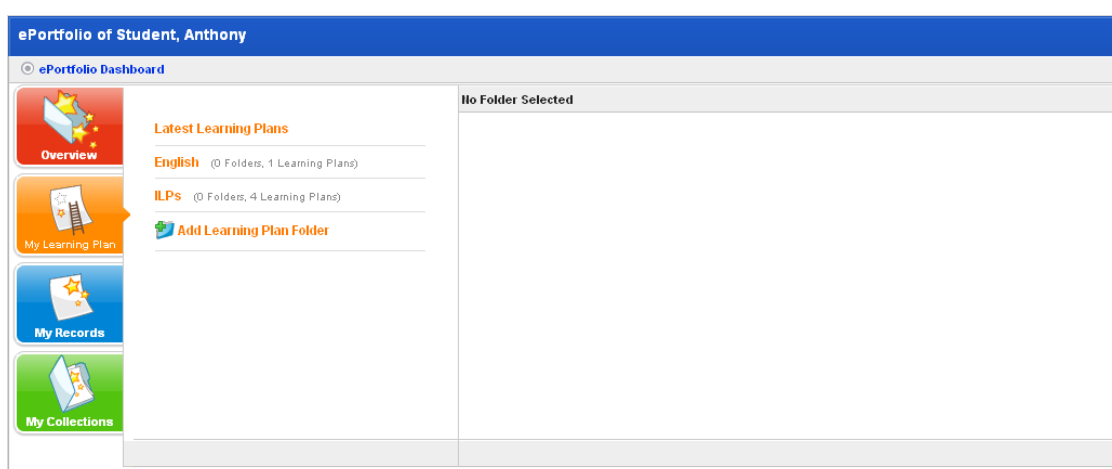 ePortfolio of Student, Anthony
ePortfolio Dashboard
Overview
My Learning Plan
My Records
My Collections
Latest Learning Plans
English (0 Folders, 1 Learning Plans)
ILPs (0 Folders, 4 Learning Plans)
Add Learning Plan Folder
No Folder Selected